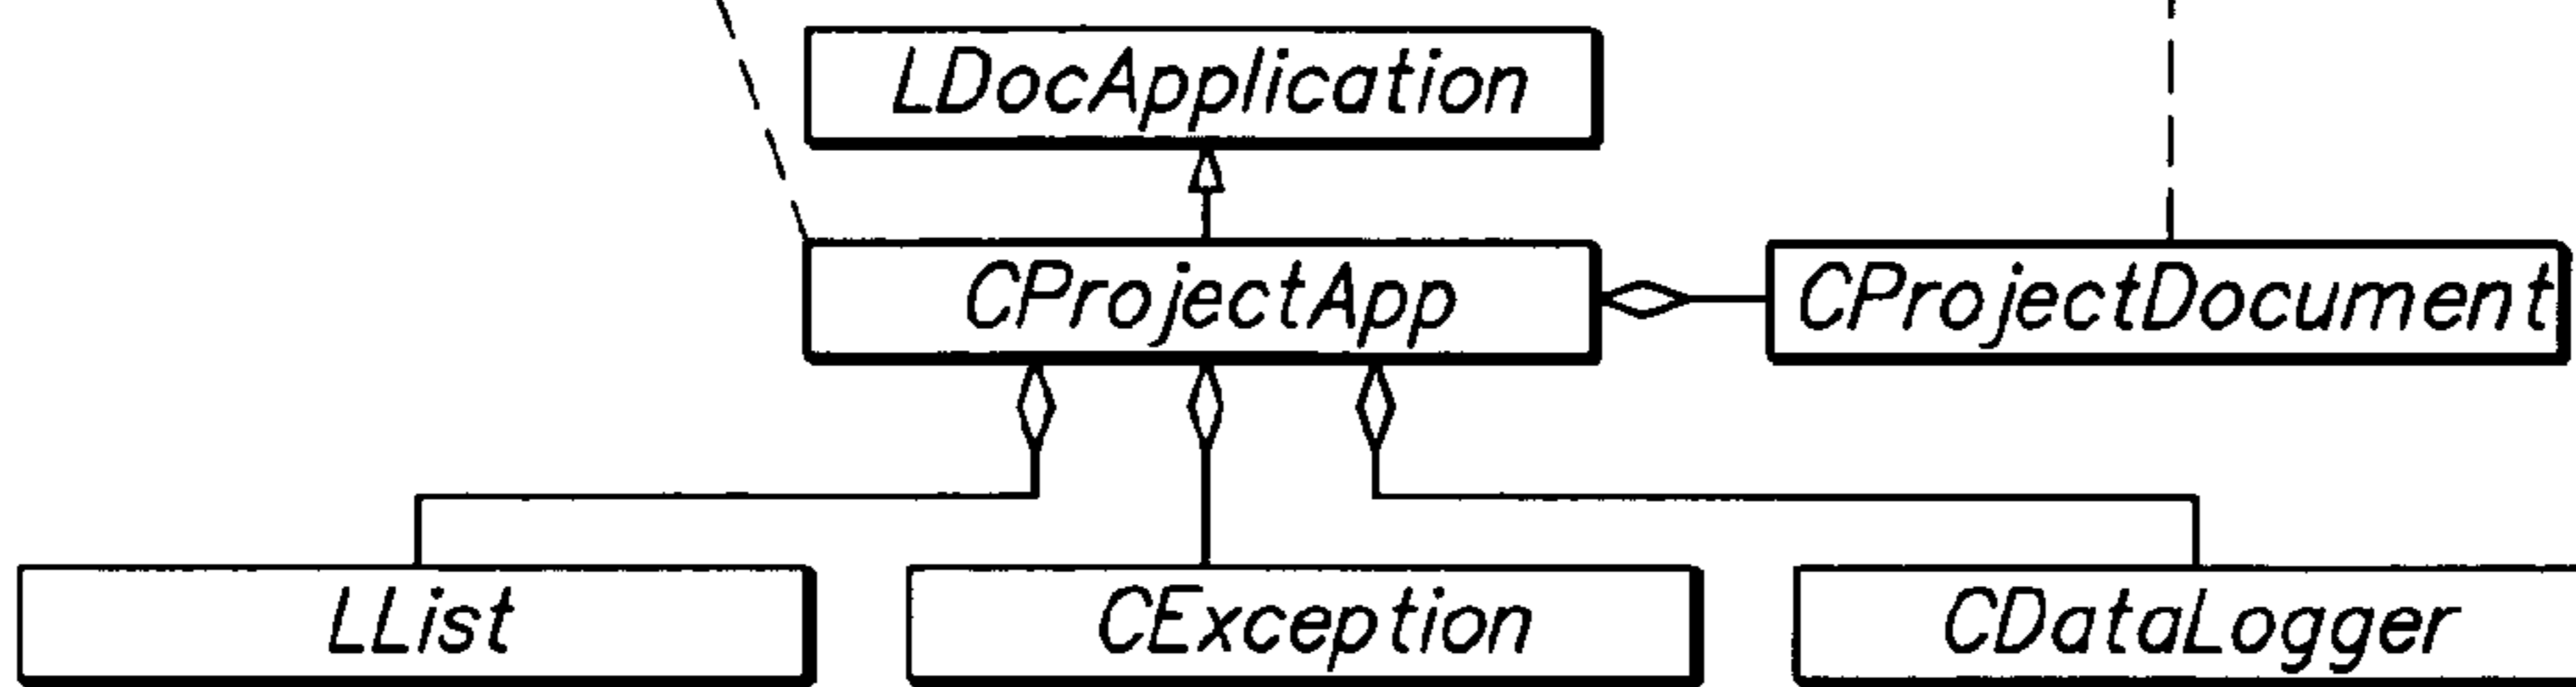 LDocApplication
CProjectApp
CProjectDocument
LList
CException
CDataLogger